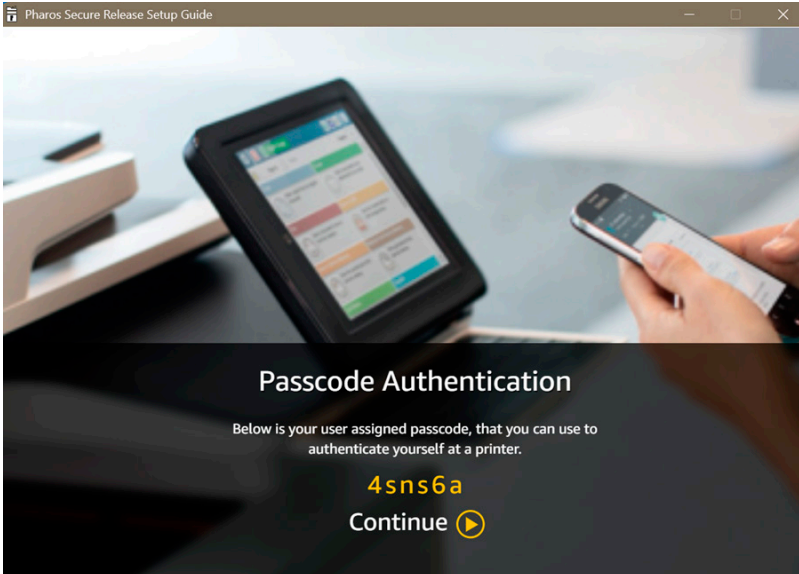 Pharos Secure Release Setup Guide
Passcode Authentication
Below is your user assigned passcode, that you can use to
authenticate yourself at a printer.
4sns6a
Continue